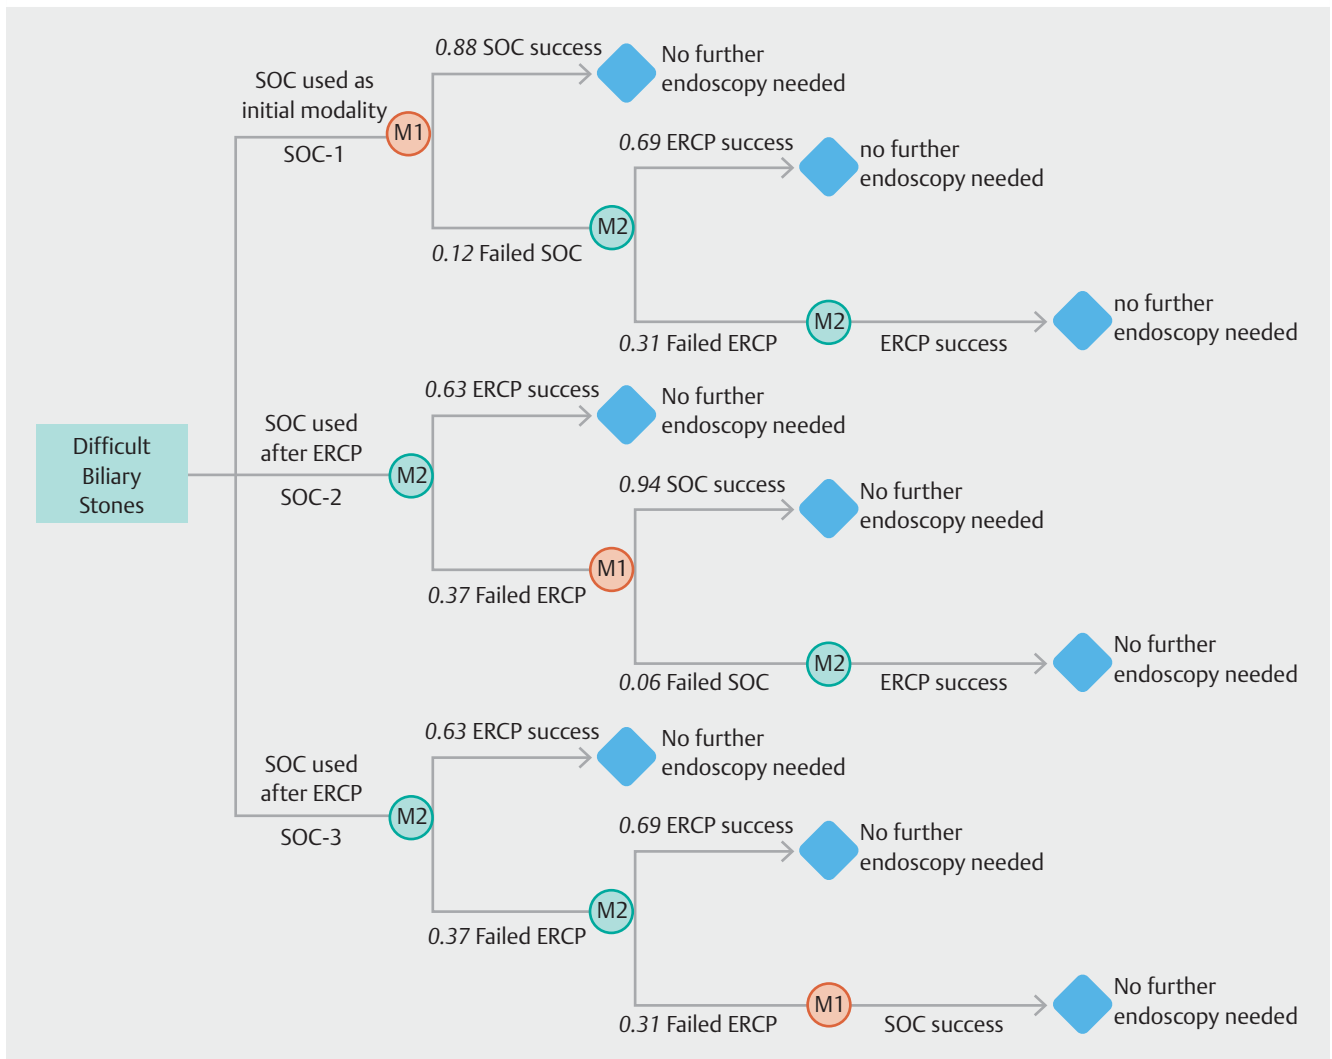 Difficult
Biliary
Stones
SOC used as
initial modality
SOC-1
M1
0.88 SOC success
No further
endoscopy needed
0.12 Failed SOC
M2
0.69 ERCP success
no further
endoscopy needed
0.31 Failed ERCP
M2
ERCP success
no further
endoscopy needed
SOC used
after ERCP
SOC-2
M2
0.63 ERCP success
No further
endoscopy needed
0.37 Failed ERCP
M1
0.94 SOC success
No further
endoscopy needed
0.06 Failed SOC
M2
ERCP success
No further
endoscopy needed
SOC used
after ERCP
SOC-3
M2
0.63 ERCP success
No further
endoscopy needed
0.37 Failed ERCP
M2
0.69 ERCP success
No further
endoscopy needed
0.31 Failed ERCP
M1
SOC success
No further
endoscopy needed